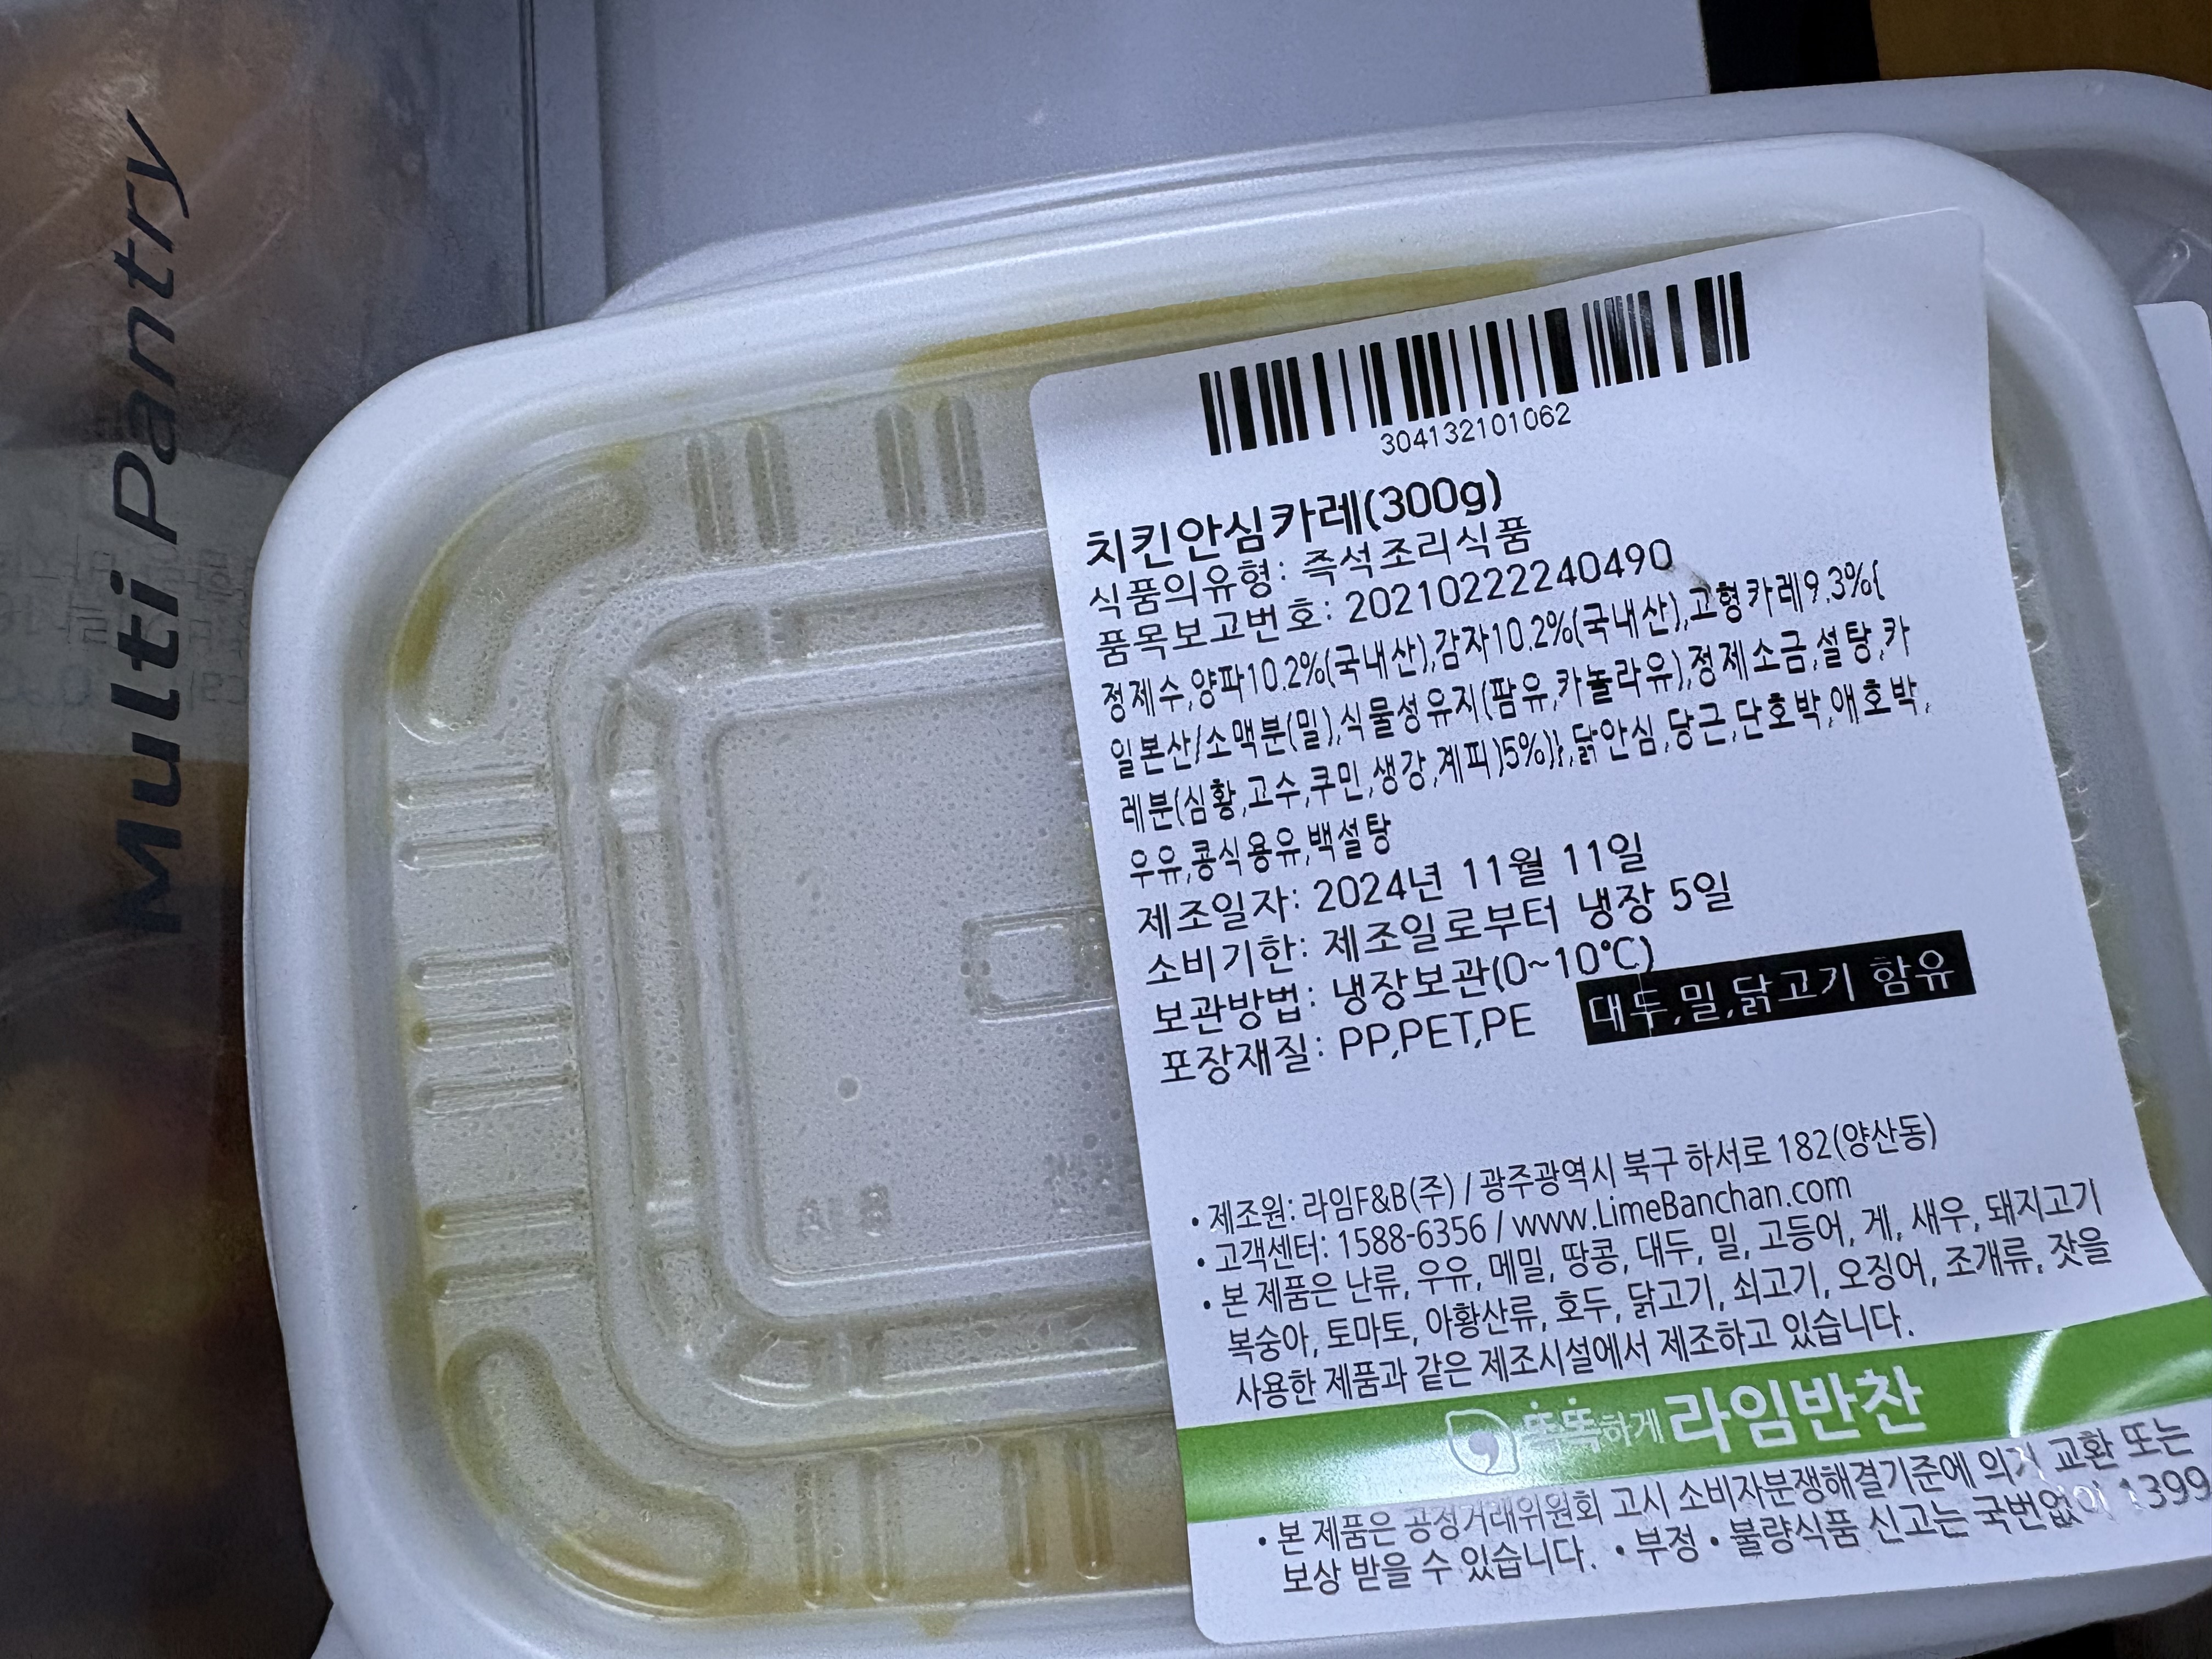 Multi Pantry
304132101062
치킨안심카레(300g)
식품의유형: 즉석조리식품
품목보고번호: 20210222240490
정제수,양파10.2%(국내산),감자10.2%(국내산),고형카레9.3%{
일본산/소맥분(밀),식물성유지(팜유,카놀라유),정제소금,설탕,카
레분(심황,고수,쿠민,생강,계피)5%)},닭안심,당근,단호박,애호박,
우유,콩식용유,백설탕
제조일자: 2024년 11월 11일
소비기한: 제조일로부터 냉장 5일
보관방법: 냉장보관(0~10℃)
포장재질: PP,PET,PE
대두,밀,닭고기 함유
• 제조원: 라임F&B(주) / 광주광역시 북구 하서로 182(양산동)
• 고객센터: 1588-6356 / www.LimeBanchan.com
• 본 제품은 난류, 우유, 메밀, 땅콩, 대두, 밀, 고등어, 게, 새우, 돼지고기
복숭아, 토마토, 아황산류, 호두, 닭고기, 쇠고기, 오징어, 조개류, 잣을
사용한 제품과 같은 제조시설에서 제조하고 있습니다.
똑똑하게 라임반찬
• 본 제품은 공정거래위원회 고시 소비자분쟁해결기준에 의거 교환 또는
보상 받을 수 있습니다. • 부정 • 불량식품 신고는 국번없이 1399